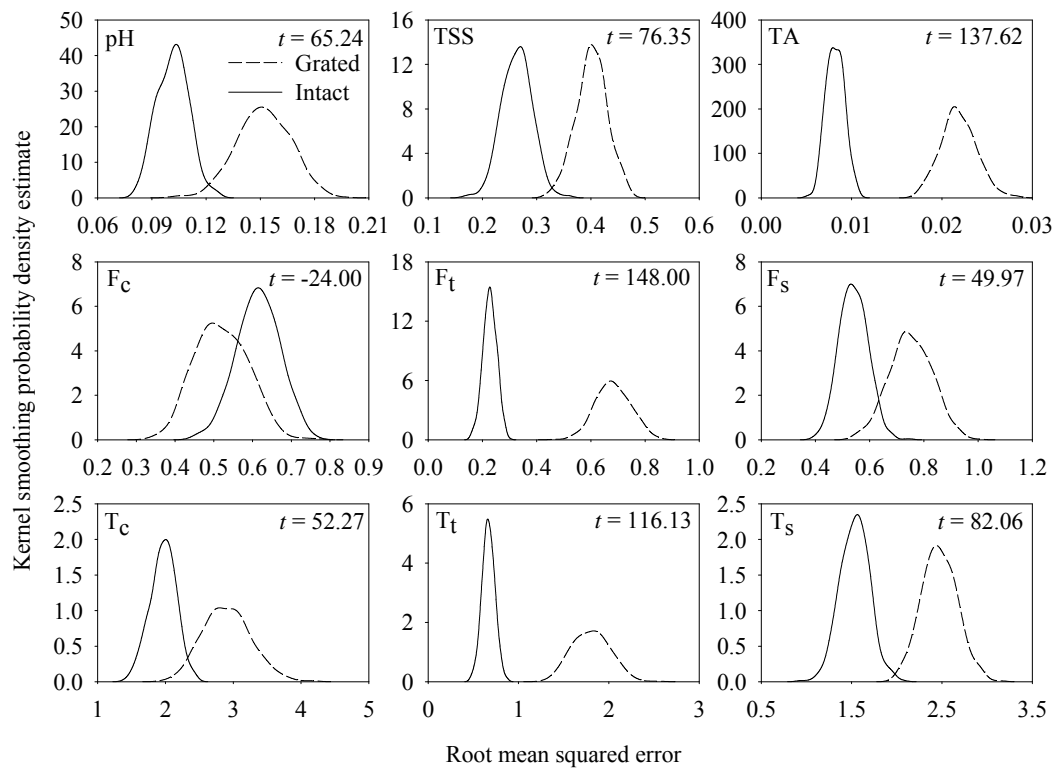 Kernel smoothing probability density estimate
50
40
30
20
10
0
pH
t = 65.24
Grated
Intact
0.06 0.09 0.12 0.15 0.18 0.21
16
12
8
4
0
TSS
t = 76.35
0.1 0.2 0.3 0.4 0.5 0.6
400
300
200
100
0
TA
t = 137.62
0.00 0.01 0.02 0.03
8
6
4
2
0
Fc
t = -24.00
0.2 0.3 0.4 0.5 0.6 0.7 0.8 0.9
18
12
6
0
Ft
t = 148.00
0.0 0.2 0.4 0.6 0.8 1.0
8
6
4
2
0
Fs
t = 49.97
0.2 0.4 0.6 0.8 1.0 1.2
2.5
2.0
1.5
1.0
0.5
0.0
Tc
t = 52.27
1 2 3 4 5
6
4
2
0
Tt
t = 116.13
0 1 2 3
2.5
2.0
1.5
1.0
0.5
0.0
Ts
t = 82.06
0.5 1.5 2.5 3.5
Root mean squared error